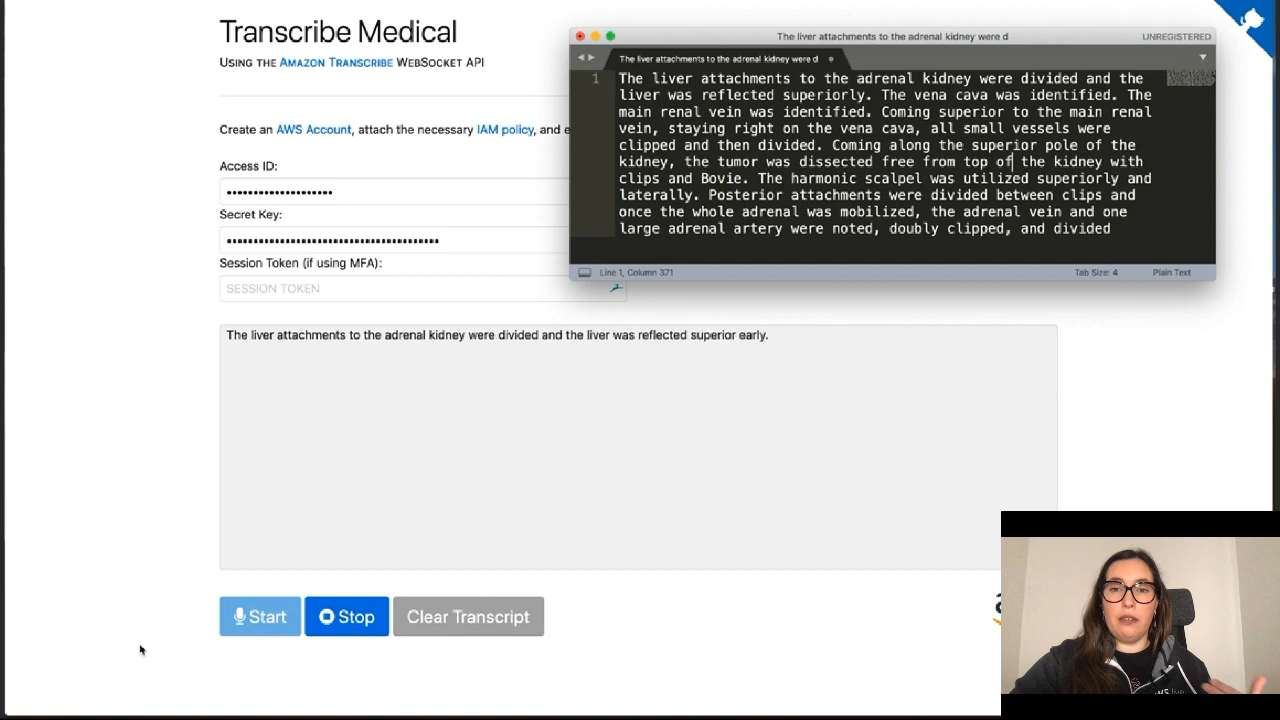 Transcribe Medical
USING THE AMAZON TRANSCRIBE WEBSOCKET API
Create an AWS Account, attach the necessary IAM policy, and e
Access ID:
Secret Key:
Session Token (if using MFA):
SESSION TOKEN
The liver attachments to the adrenal kidney were divided and the liver was reflected superior early.
Start
Stop
Clear Transcript
The liver attachments to the adrenal kidney were d
UNREGISTERED
The liver attachments to the adrenal kidney were d
1
The liver attachments to the adrenal kidney were divided and the
liver was reflected superiorly. The vena cava was identified. The
main renal vein was identified. Coming superior to the main renal
vein, staying right on the vena cava, all small vessels were
clipped and then divided. Coming along the superior pole of the
kidney, the tumor was dissected free from top of the kidney with
clips and Bovie. The harmonic scalpel was utilized superiorly and
laterally. Posterior attachments were divided between clips and
once the whole adrenal was mobilized, the adrenal vein and one
large adrenal artery were noted, doubly clipped, and divided
Line 1, Column 371
Tab Size: 4
Plain Text